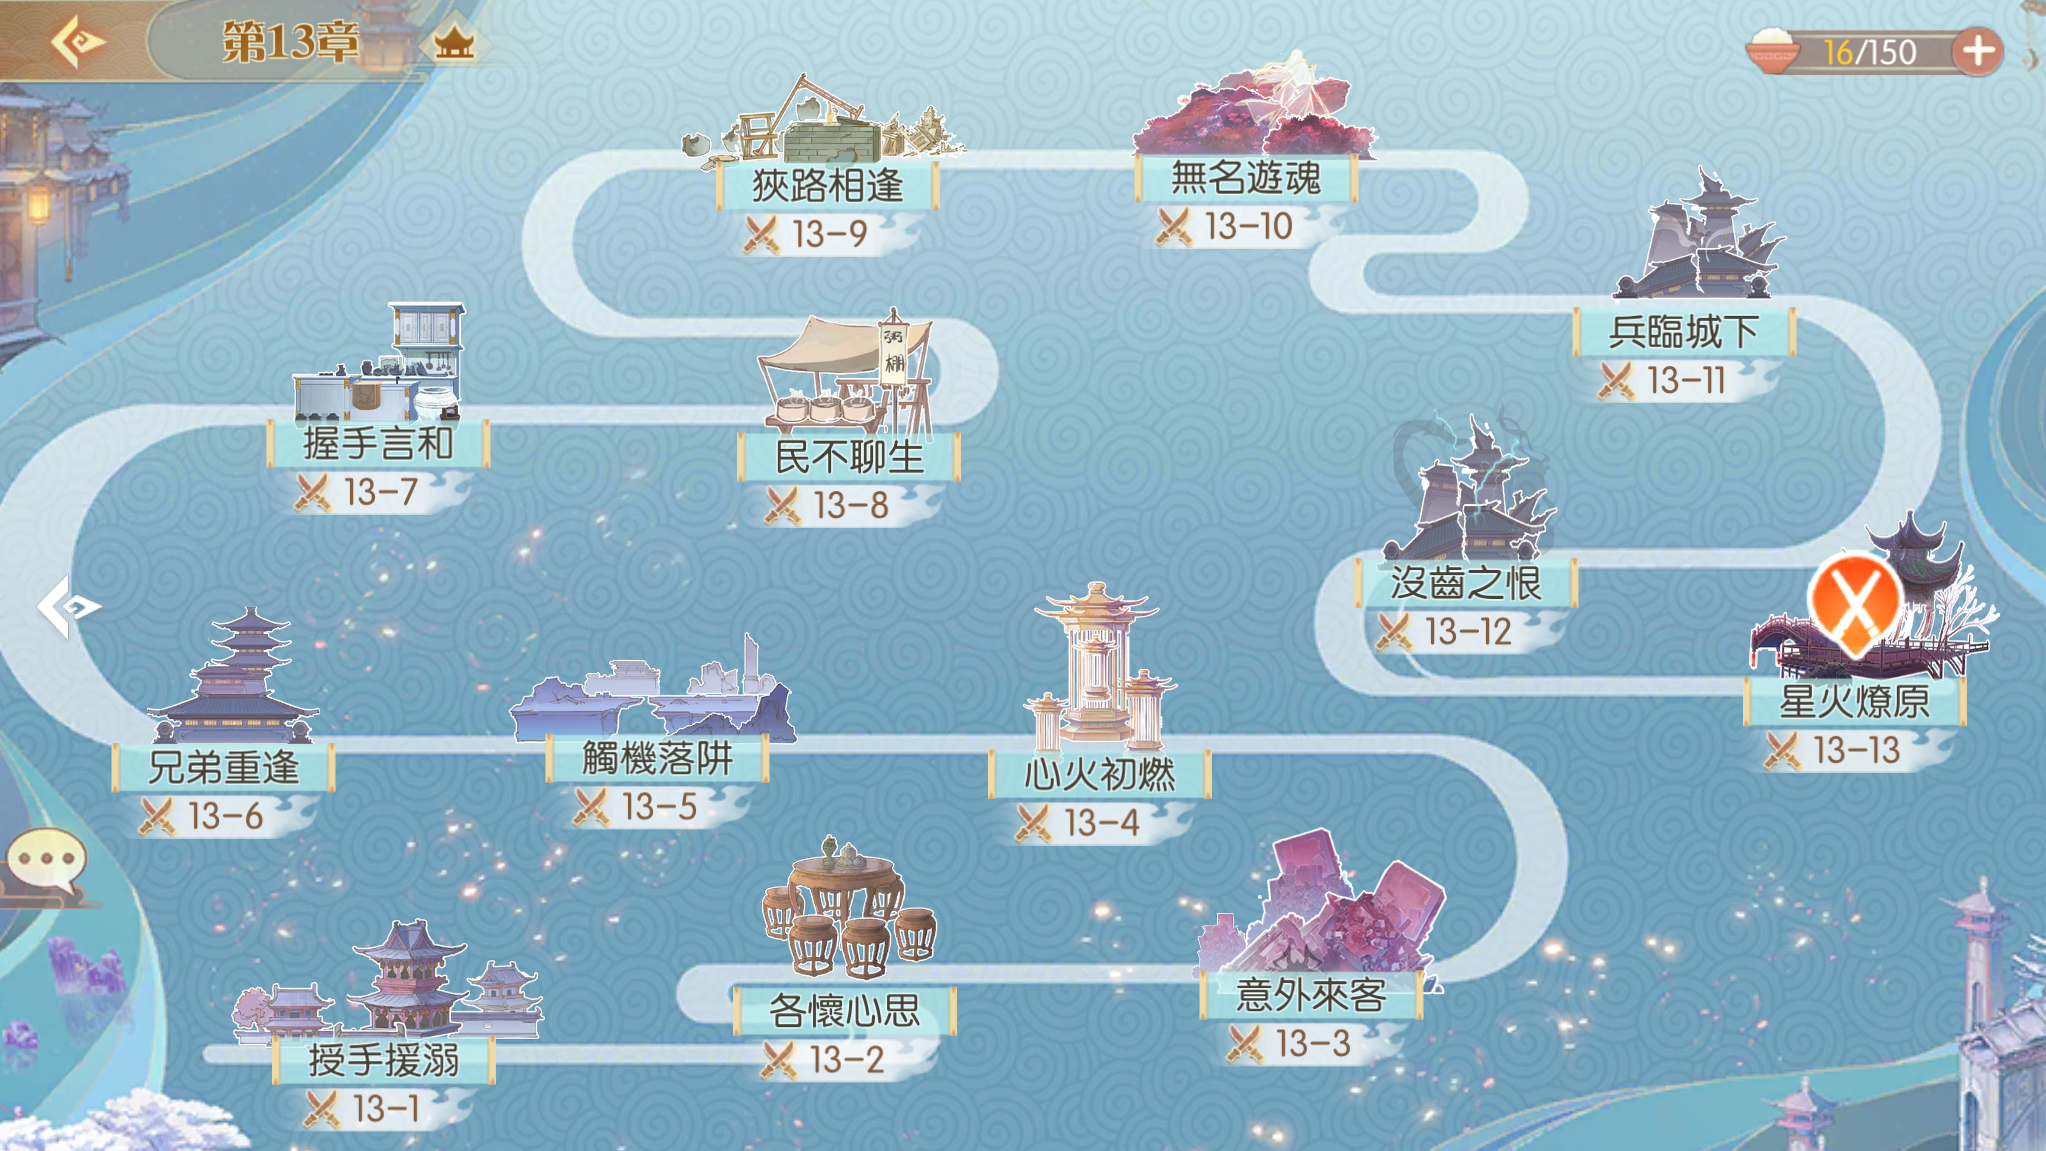 第13章
16/150
狹路相逢
13-9
無名遊魂
13-10
兵臨城下
13-11
握手言和
13-7
粥棚
民不聊生
13-8
沒齒之恨
13-12
星火燎原
13-13
兄弟重逢
13-6
觸機落阱
13-5
心火初燃
13-4
授手援溺
13-1
各懷心思
13-2
意外來客
13-3